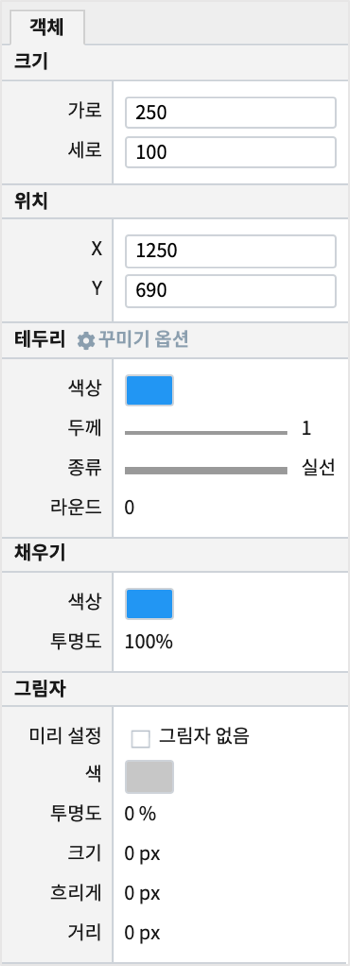 객체
크기
가로 250
세로 100
위치
X 1250
Y 690
테두리 꾸미기 옵션
색상
두께 1
종류 실선
라운드 0
채우기
색상
투명도 100%
그림자
미리 설정 그림자 없음
색
투명도 0 %
크기 0 px
흐리게 0 px
거리 0 px